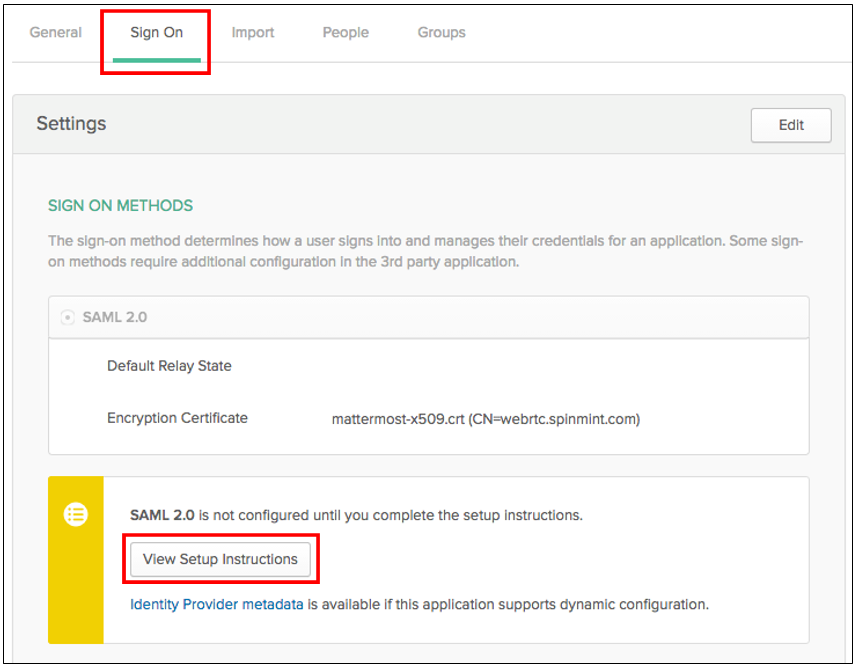 General Sign On Import People Groups
Settings Edit
SIGN ON METHODS
The sign-on method determines how a user signs into and manages their credentials for an application. Some sign-
on methods require additional configuration in the 3rd party application.
SAML 2.0
Default Relay State
Encryption Certificate mattermost-x509.crt (CN=webrtc.spinmint.com)
SAML 2.0 is not configured until you complete the setup instructions.
View Setup Instructions
Identity Provider metadata is available if this application supports dynamic configuration.